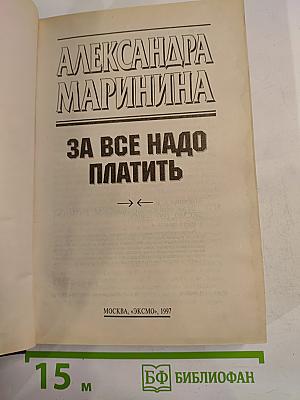 АЛЕКСАНДРА
МАРИНИНА
ЗА ВСЕ НАДО
ПЛАТИТЬ
МОСКВА, «ЭКСМО», 1997
15 м
БФ БИБЛИОФАН